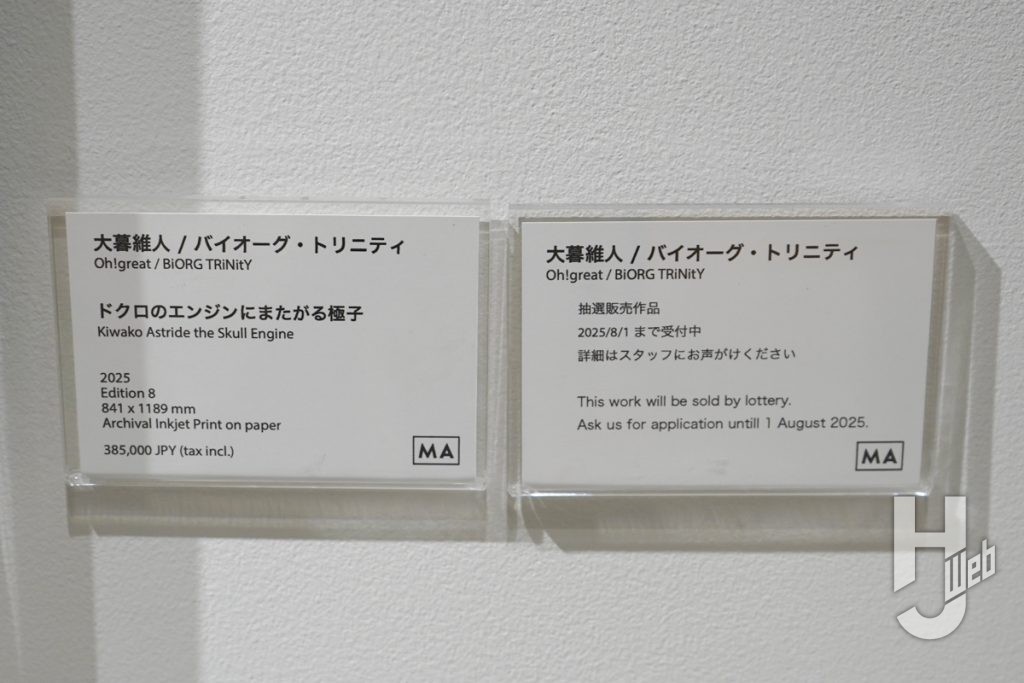 大暮維人 / バイオーグ・トリニティ
Oh!great / BiORG TRiNitY
ドクロのエンジンにまたがる極子
Kiwako Astride the Skull Engine
2025
Edition 8
841 x 1189 mm
Archival Inkjet Print on paper
385,000 JPY (tax incl.)
MA
大暮維人 / バイオーグ・トリニティ
Oh!great / BiORG TRiNitY
抽選販売作品
2025/8/1 まで受付中
詳細はスタッフにお声がけください
This work will be sold by lottery.
Ask us for application untill 1 August 2025.
MA
HJ Web